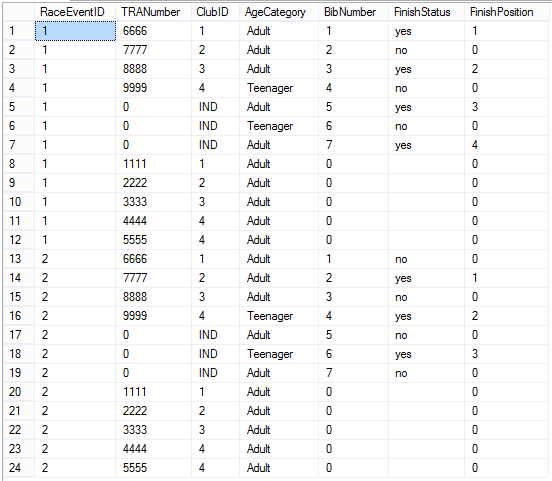 RaceEventID TRANumber ClubID AgeCategory BibNumber FinishStatus FinishPosition
1 1 6666 1 Adult 1 yes 1
2 1 7777 2 Adult 2 no 0
3 1 8888 3 Adult 3 yes 2
4 1 9999 4 Teenager 4 no 0
5 1 0 IND Adult 5 yes 3
6 1 0 IND Teenager 6 no 0
7 1 0 IND Adult 7 yes 4
8 1 1111 1 Adult 0 0
9 1 2222 2 Adult 0 0
10 1 3333 3 Adult 0 0
11 1 4444 4 Adult 0 0
12 1 5555 4 Adult 0 0
13 2 6666 1 Adult 1 no 0
14 2 7777 2 Adult 2 yes 1
15 2 8888 3 Adult 3 no 0
16 2 9999 4 Teenager 4 yes 2
17 2 0 IND Adult 5 no 0
18 2 0 IND Teenager 6 yes 3
19 2 0 IND Adult 7 no 0
20 2 1111 1 Adult 0 0
21 2 2222 2 Adult 0 0
22 2 3333 3 Adult 0 0
23 2 4444 4 Adult 0 0
24 2 5555 4 Adult 0 0